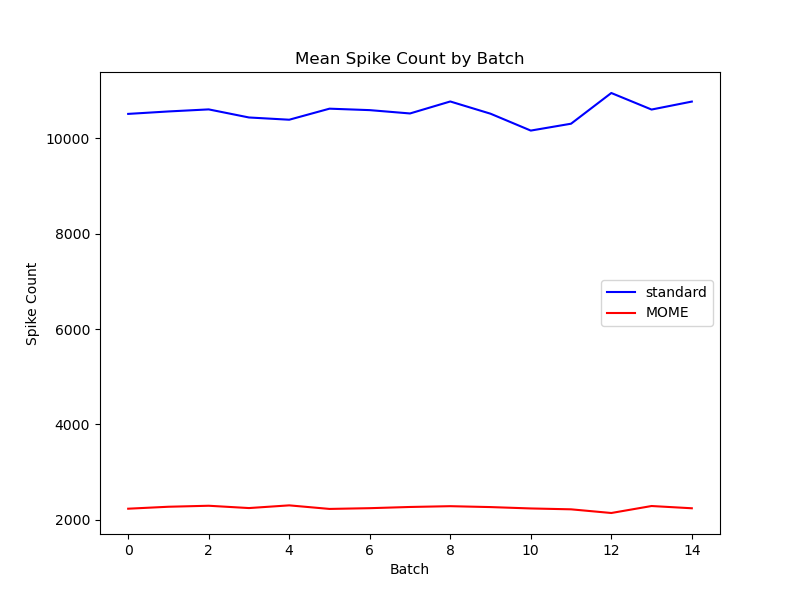 Mean Spike Count by Batch
10000
8000
6000
4000
2000
Spike Count
standard
MOME
0 2 4 6 8 10 12 14
Batch